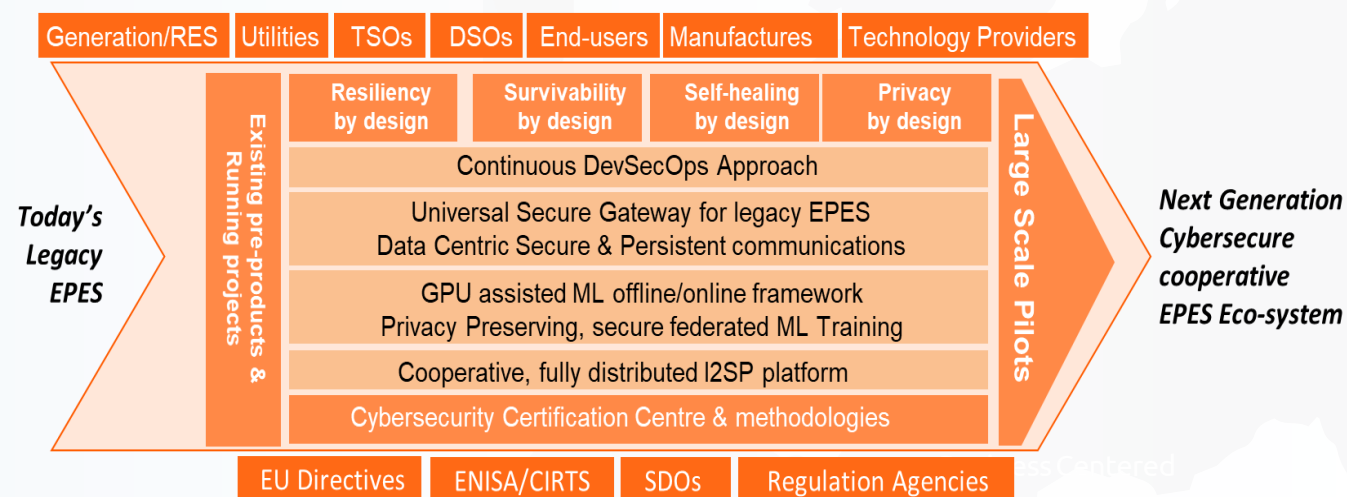 Generation/RES
Utilities
TSOs
DSOs
End-users
Manufactures
Technology Providers
Today's
Legacy
EPES
Existing pre-products &
Running projects
Resiliency
by design
Survivability
by design
Self-healing
by design
Privacy
by design
Continuous DevSecOps Approach
Universal Secure Gateway for legacy EPES
Data Centric Secure & Persistent communications
GPU assisted ML offline/online framework
Privacy Preserving, secure federated ML Training
Cooperative, fully distributed I2SP platform
Cybersecurity Certification Centre & methodologies
Large Scale Pilots
Next Generation
Cybersecure
cooperative
EPES Eco-system
EU Directives
ENISA/CIRTS
SDOs
Regulation Agencies
Centered